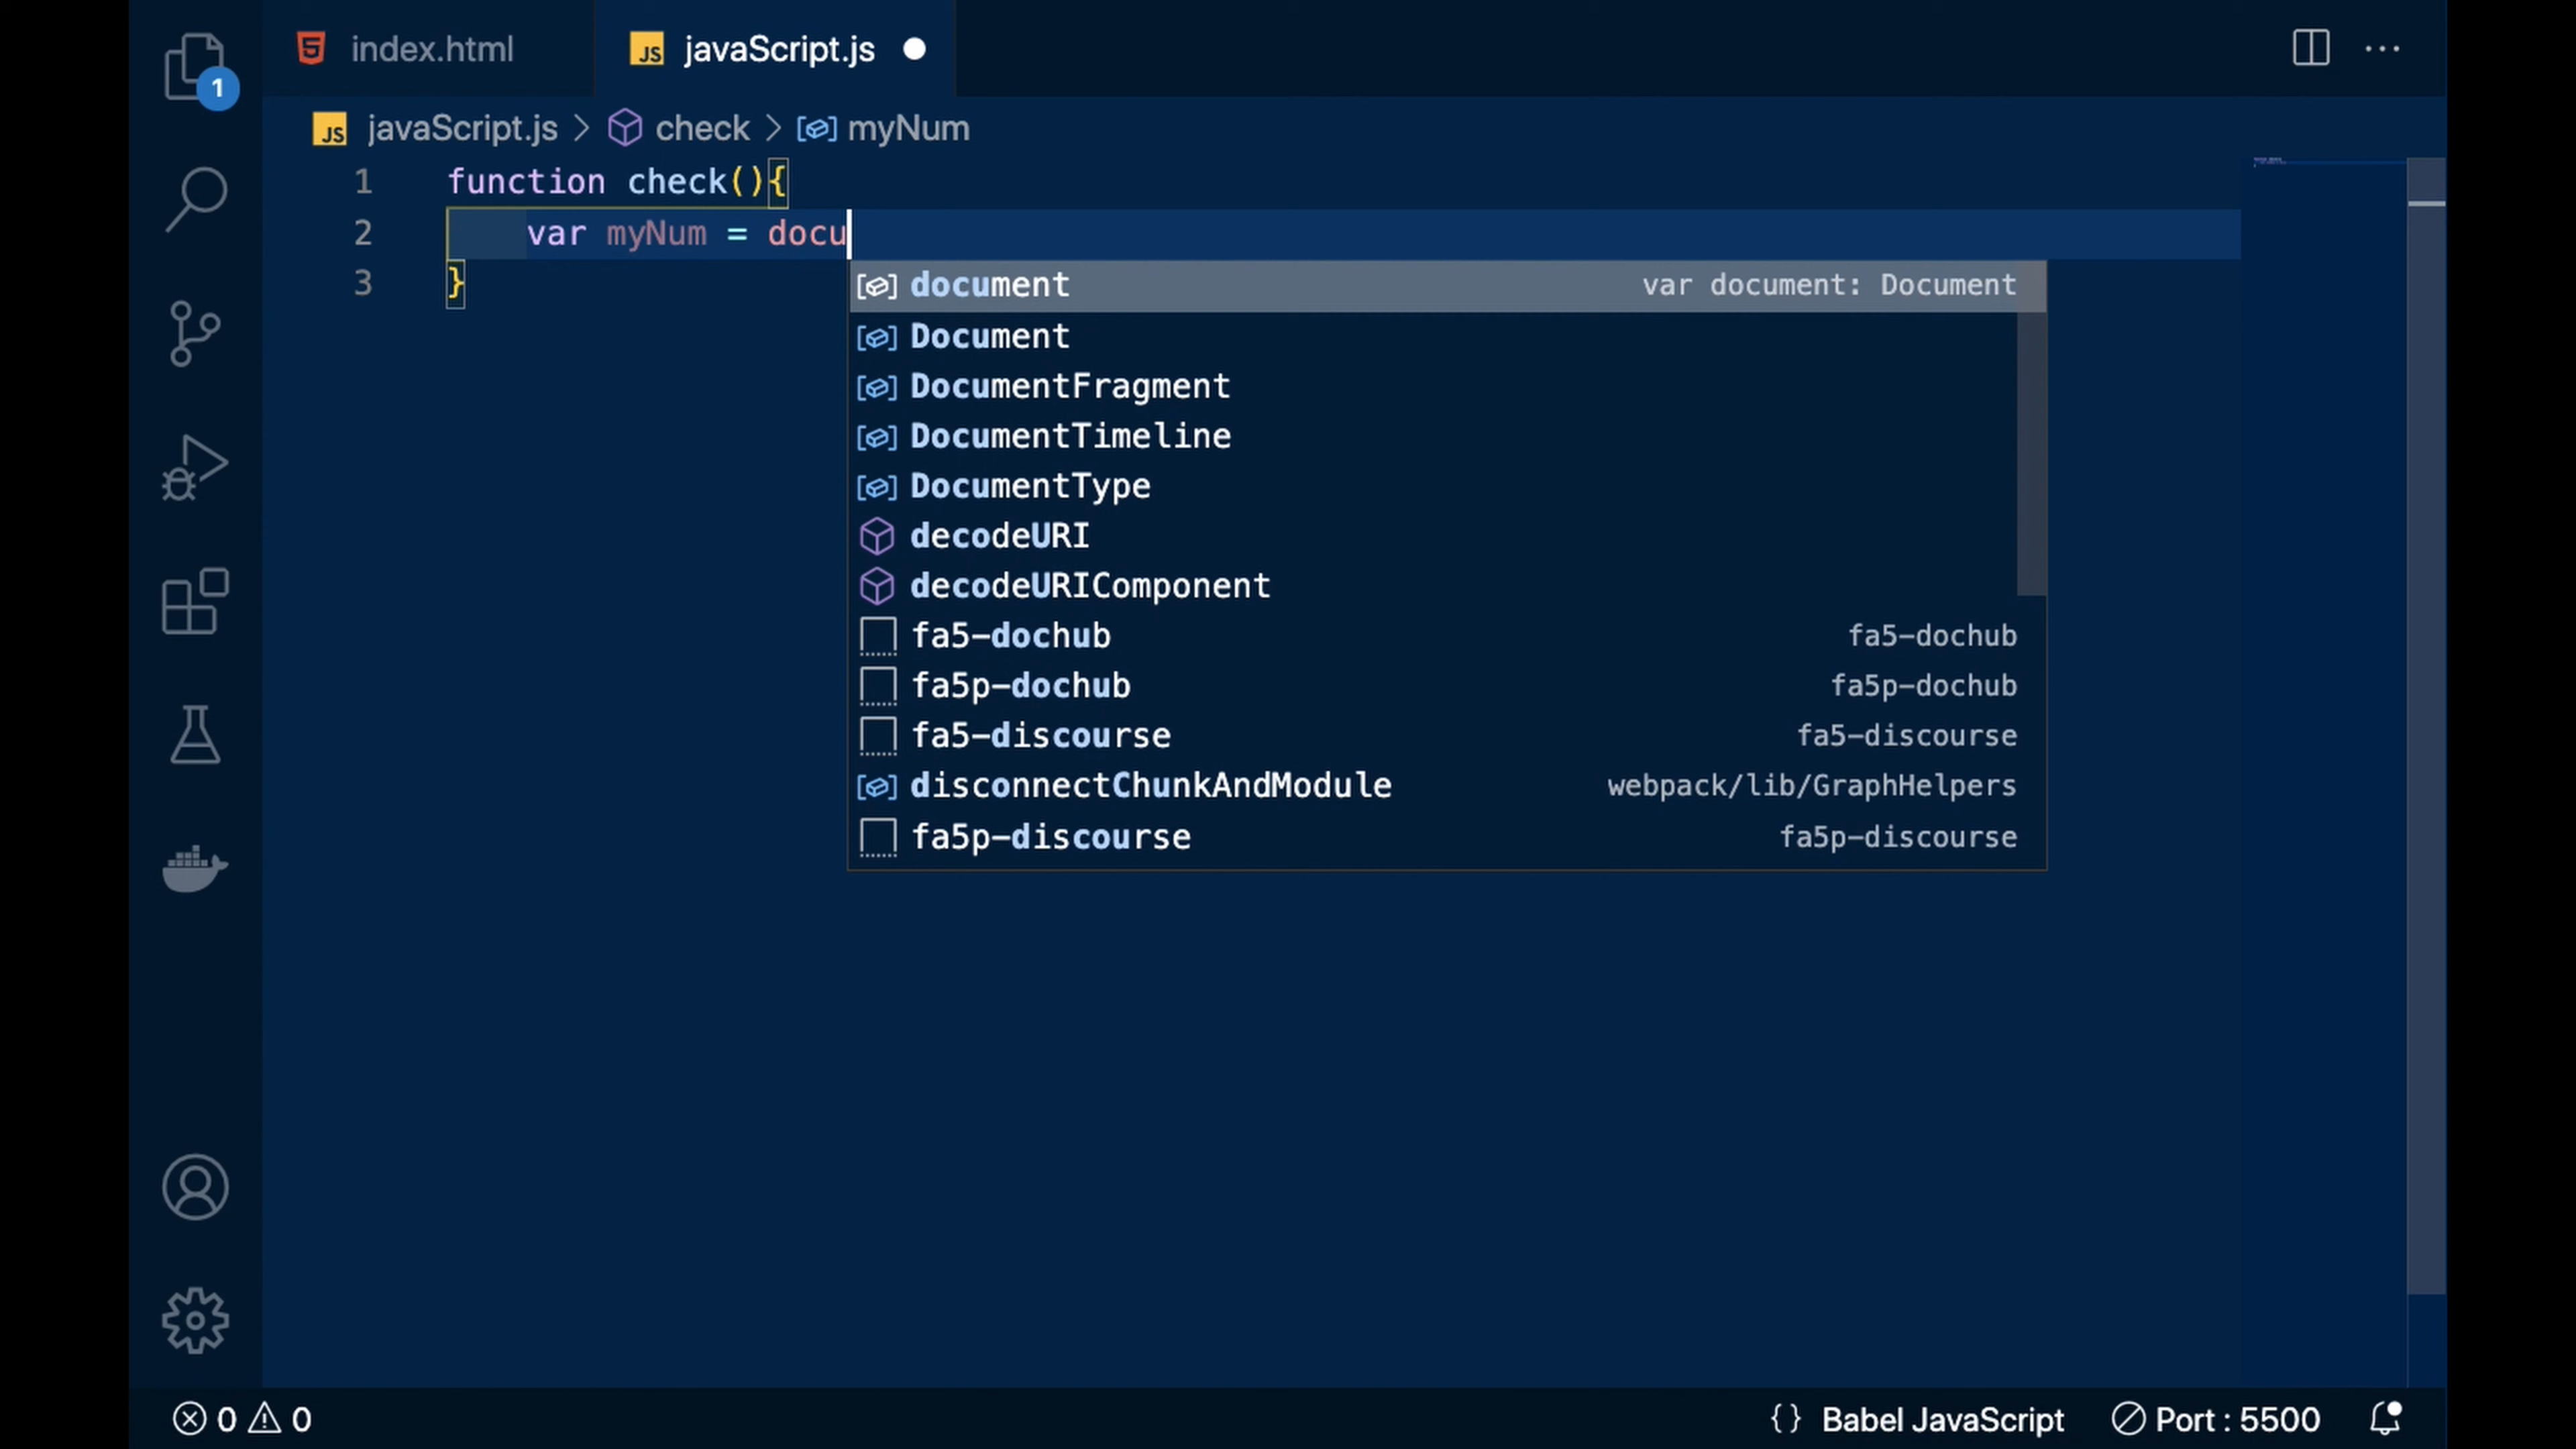 index.html
JS javaScript.js
1
JS javaScript.js > check > myNum
1 function check(){
2 var myNum = docu
3 }
document var document: Document
Document
DocumentFragment
DocumentTimeline
DocumentType
decodeURI
decodeURIComponent
fa5-dochub fa5-dochub
fa5p-dochub fa5p-dochub
fa5-discourse fa5-discourse
disconnectChunkAndModule webpack/lib/GraphHelpers
fa5p-discourse fa5p-discourse
0 0 {} Babel JavaScript Port : 5500